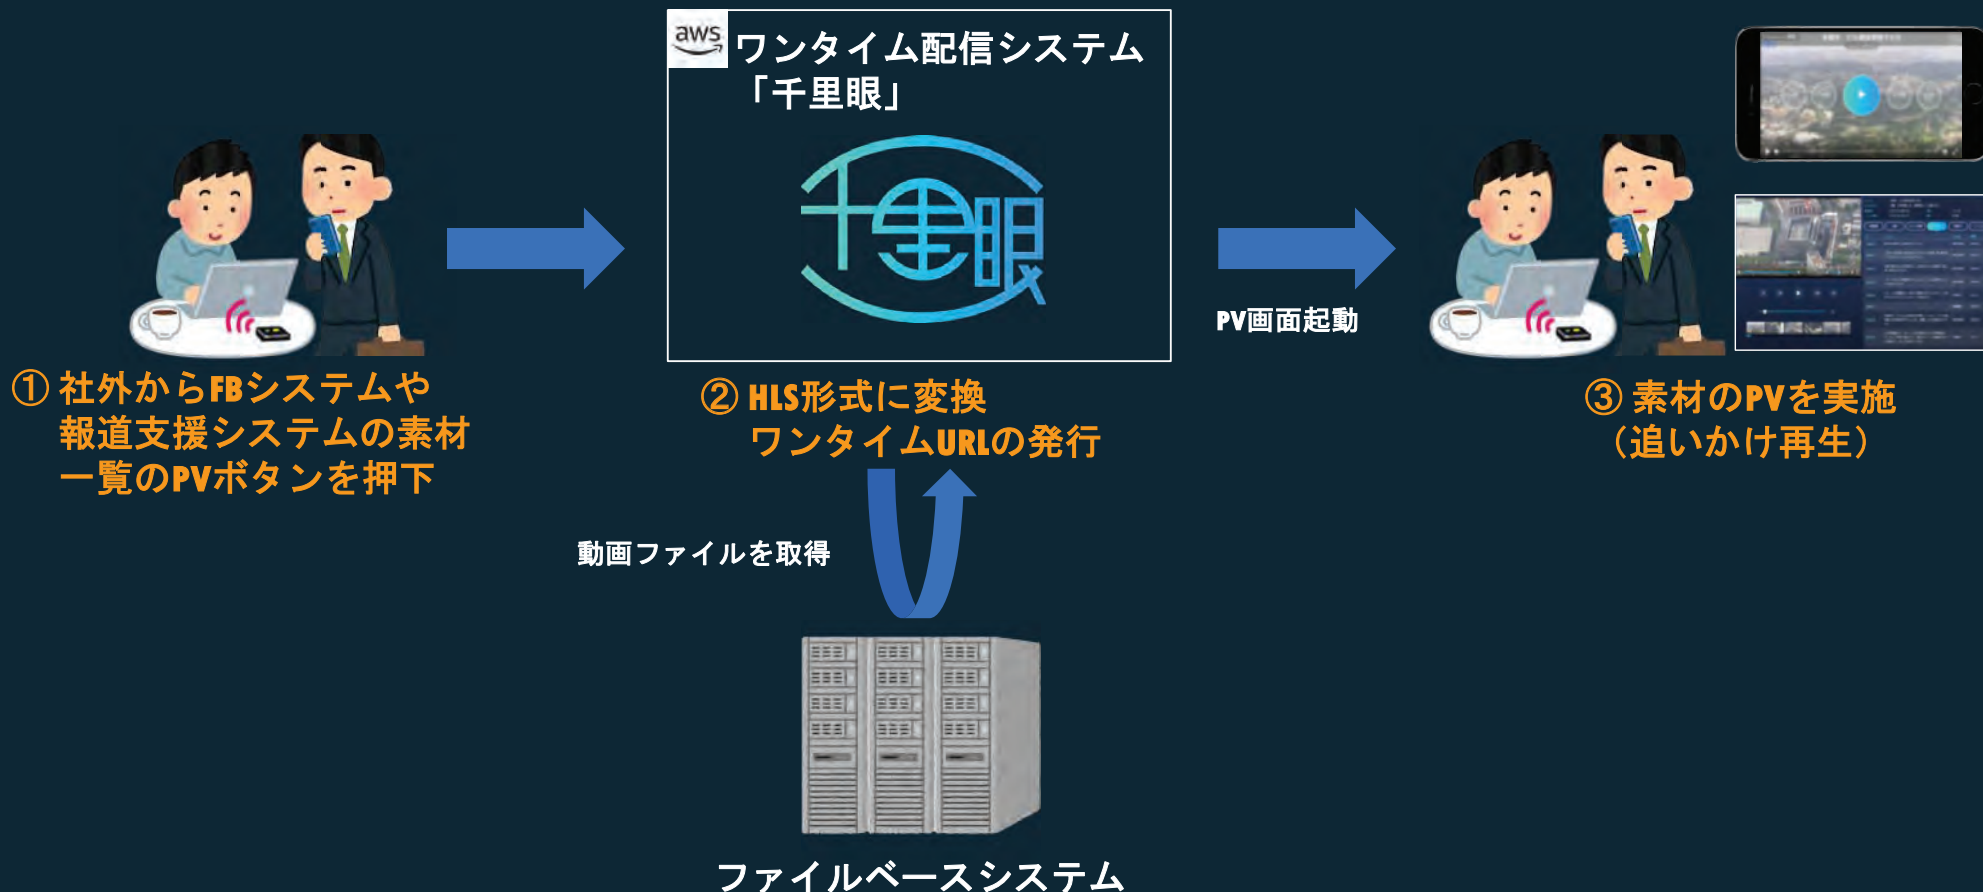 aws
ワンタイム配信システム
「千里眼」
千里眼
PV画面起動
① 社外からFBシステムや
報道支援システムの素材
一覧のPVボタンを押下
② HLS形式に変換
ワンタイムURLの発行
③ 素材のPVを実施
（追いかけ再生）
動画ファイルを取得
ファイルベースシステム